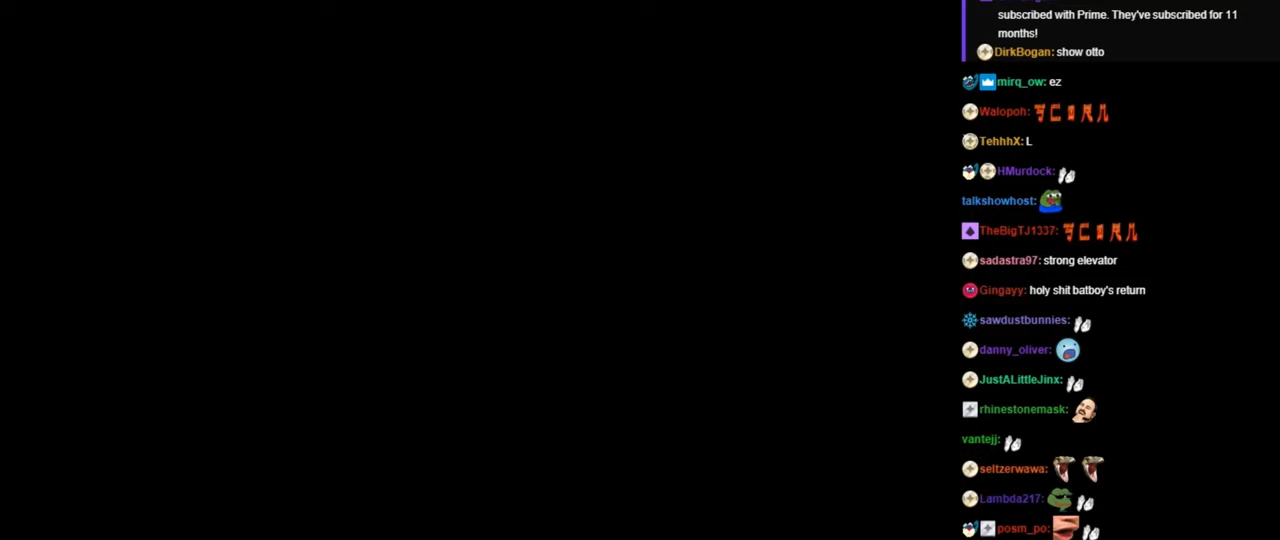 subscribed with Prime. They've subscribed for 11
months!
DirkBogan: show otto
mirq_ow: ez
Walopoh:
TehhhX: L
HMurdock:
talkshowhost:
TheBigTJ1337:
sadastra97: strong elevator
Gingayy: holy shit batboy's return
sawdustbunnies:
danny_oliver:
JustALittleJinx:
rhinestonemask:
vantejj:
seltzerwawa:
Lambda217:
posm_po: